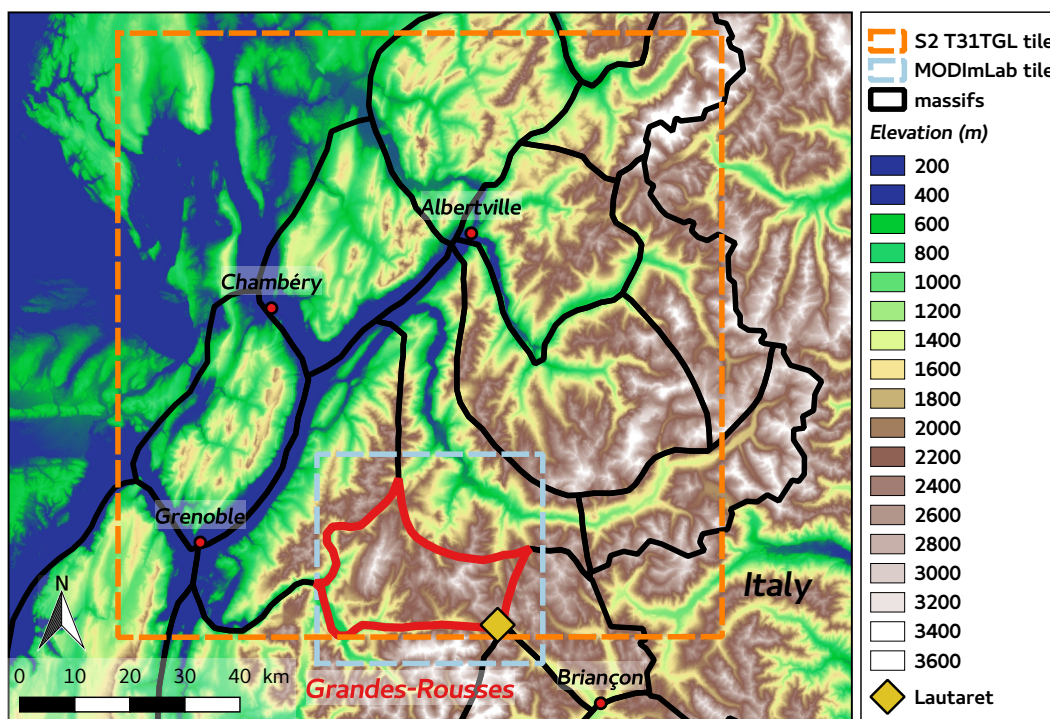 Albertville
Chambéry
Grenoble
N
Italy
0 10 20 30 40 km
Grandes-Rousses
Briançon
S2 T31TGL tile
MODImLab tile
massifs
Elevation (m)
200
400
600
800
1000
1200
1400
1600
1800
2000
2200
2400
2600
2800
3000
3200
3400
3600
Lautaret